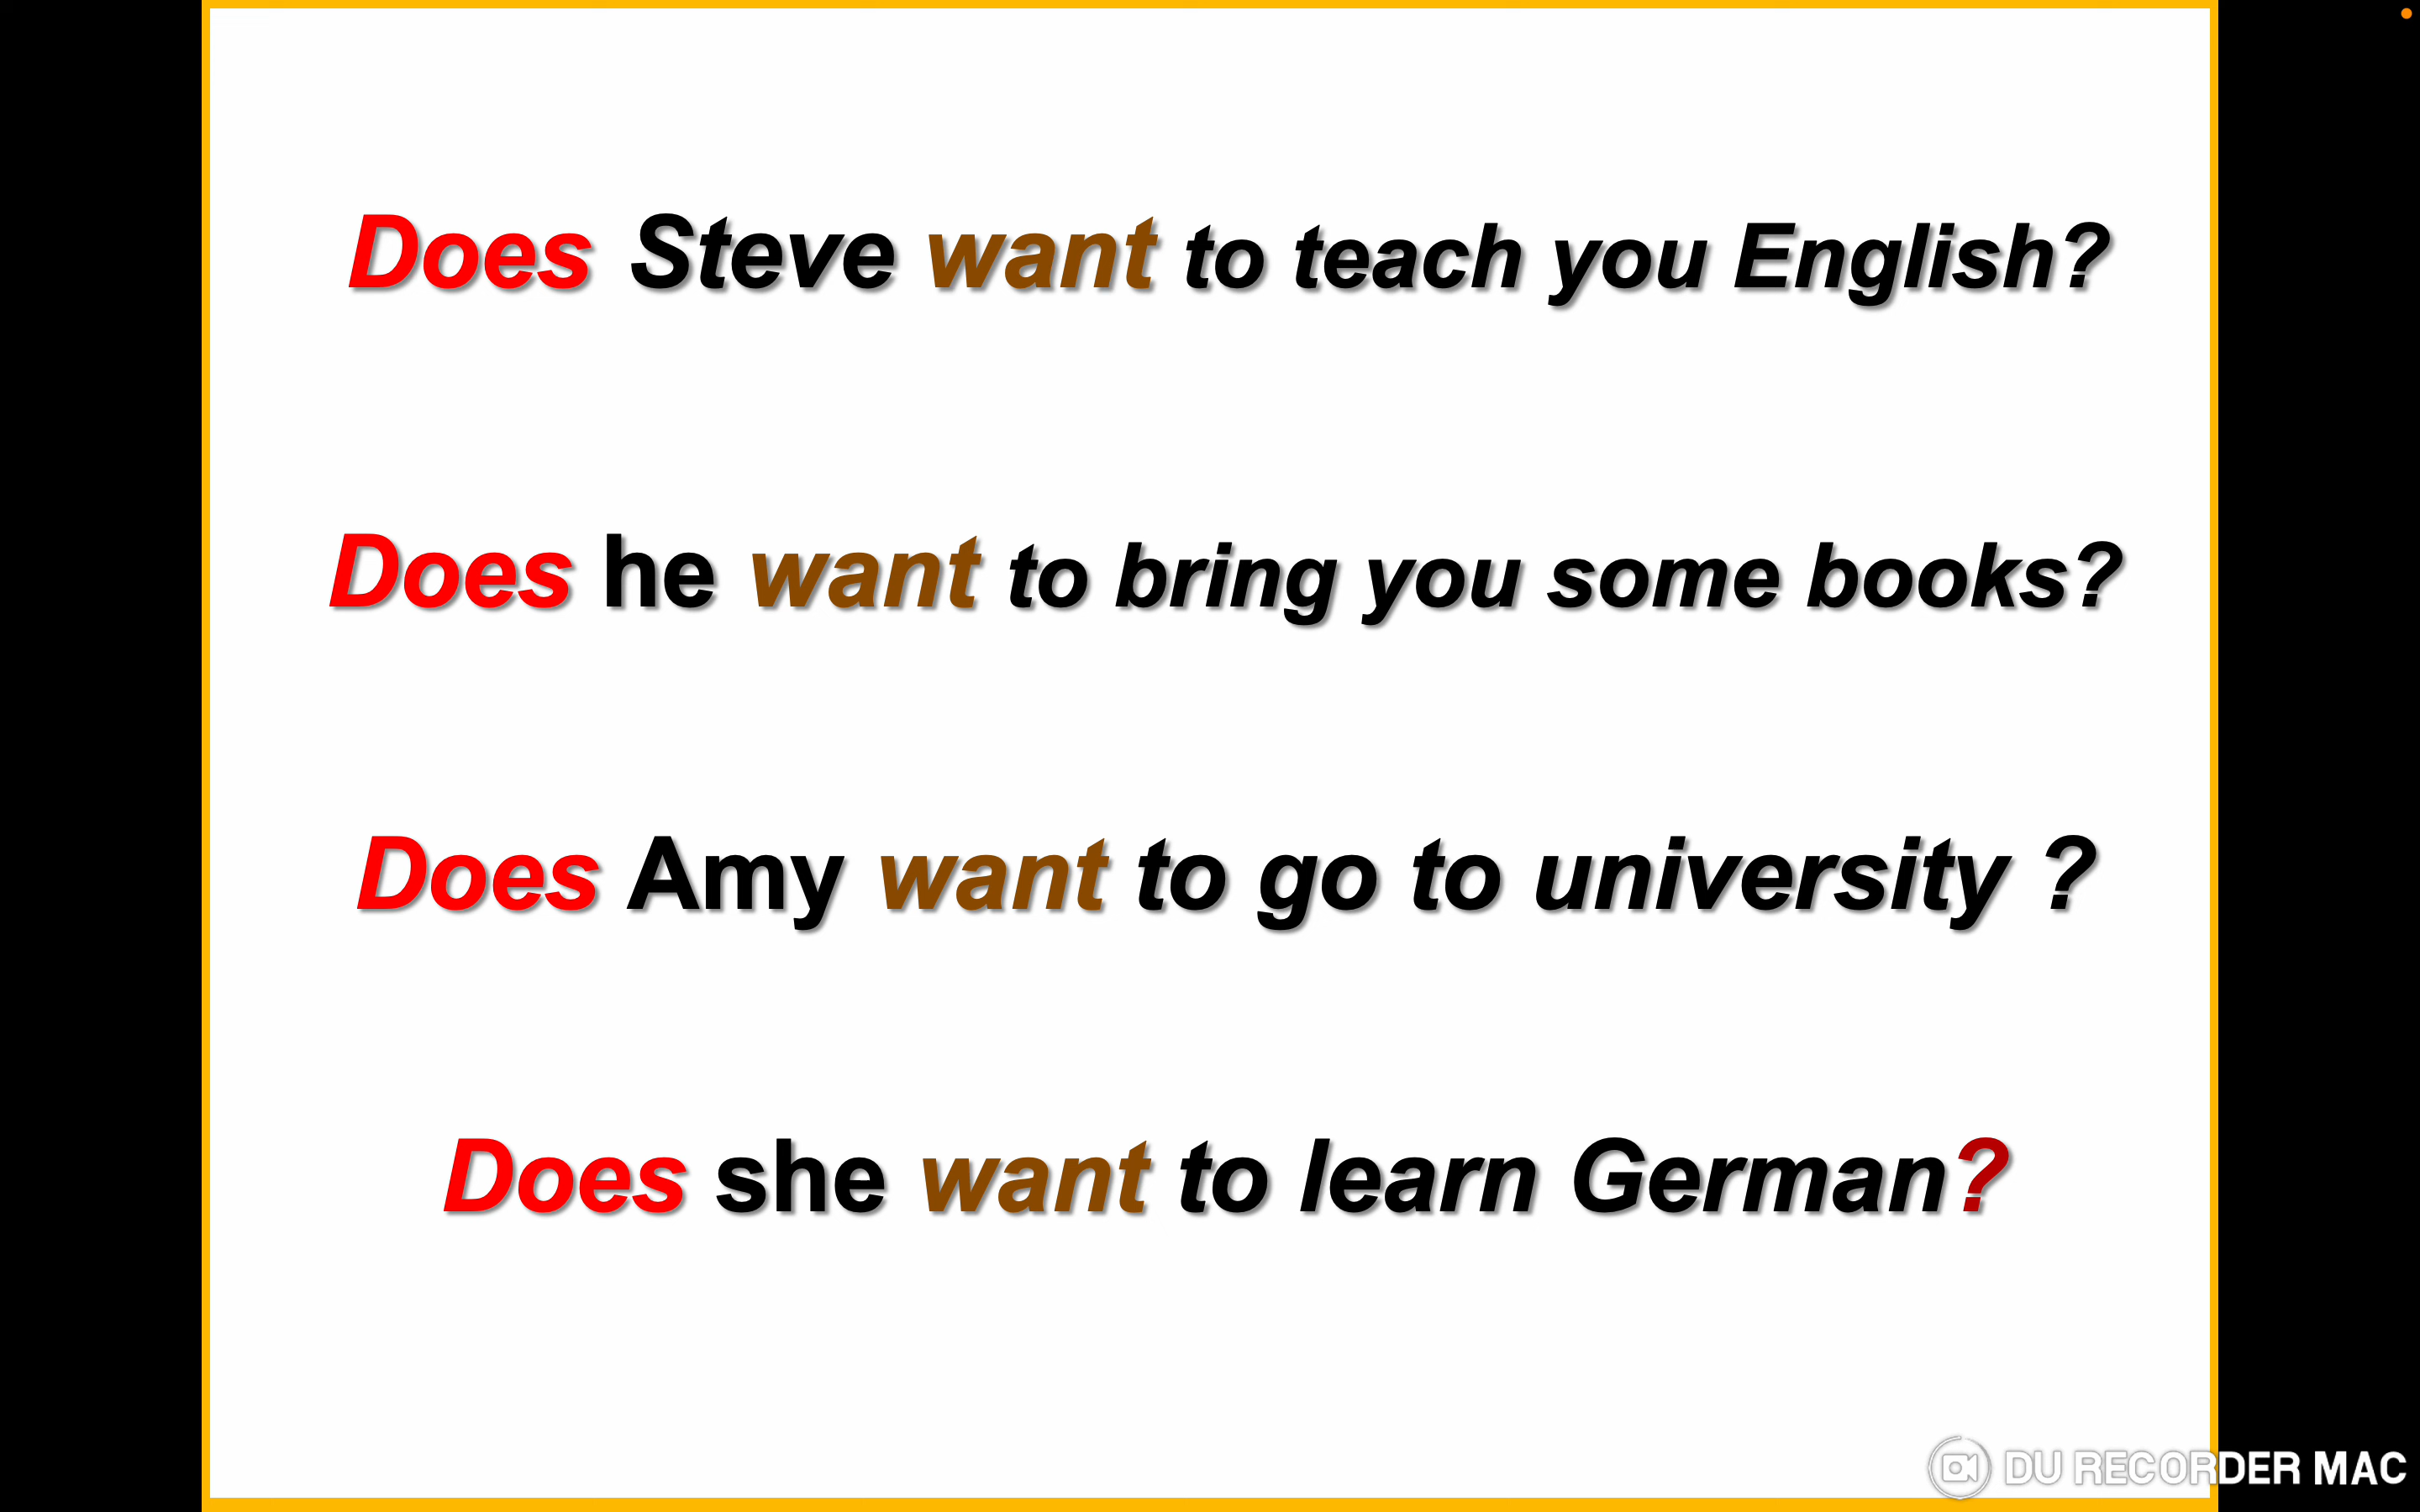 Does Steve want to teach you English?
Does he want to bring you some books?
Does Amy want to go to university ?
Does she want to learn German?
DU RECORDER MAC